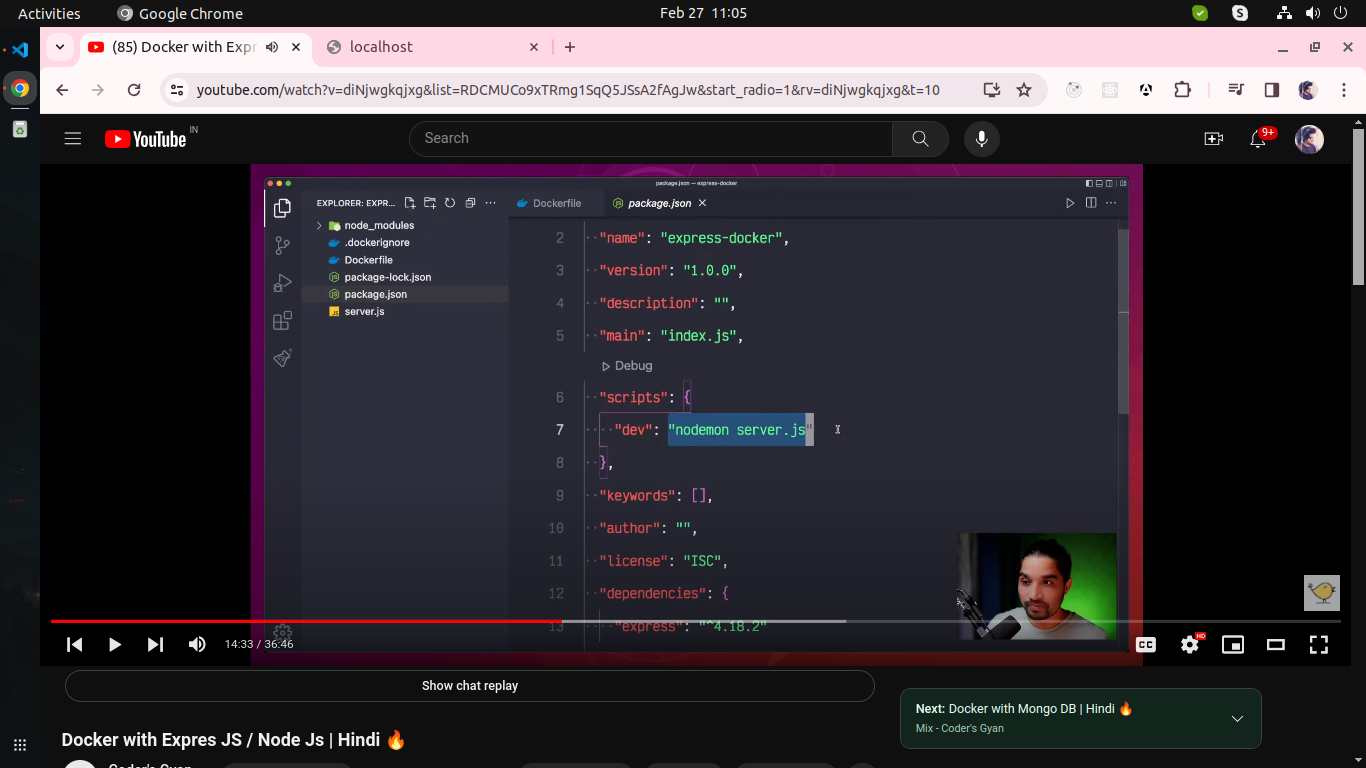 Activities Google Chrome Feb 27 11:05
(85) Docker with Expr localhost
youtube.com/watch?v=diNjwgkqjxg&list=RDCMUCo9xTRmg1SqQ5JSsA2fAgJw&start_radio=1&rv=diNjwgkqjxg&t=10
YouTube IN Search 9+
package.json — express-docker
EXPLORER: EXPR... Dockerfile package.json
node_modules
.dockerignore
Dockerfile
package-lock.json
package.json
server.js
2 "name": "express-docker",
3 "version": "1.0.0",
4 "description": "",
5 "main": "index.js",
Debug
6 "scripts": {
7 "dev": "nodemon server.js"
8 },
9 "keywords": [],
10 "author": "",
11 "license": "ISC",
12 "dependencies": {
13 "express": "^4.18.2"
14:33 / 36:46 CC HD
Show chat replay
Next: Docker with Mongo DB | Hindi 🔥
Mix - Coder's Gyan
Docker with Expres JS / Node Js | Hindi 🔥
Coder's Gyan